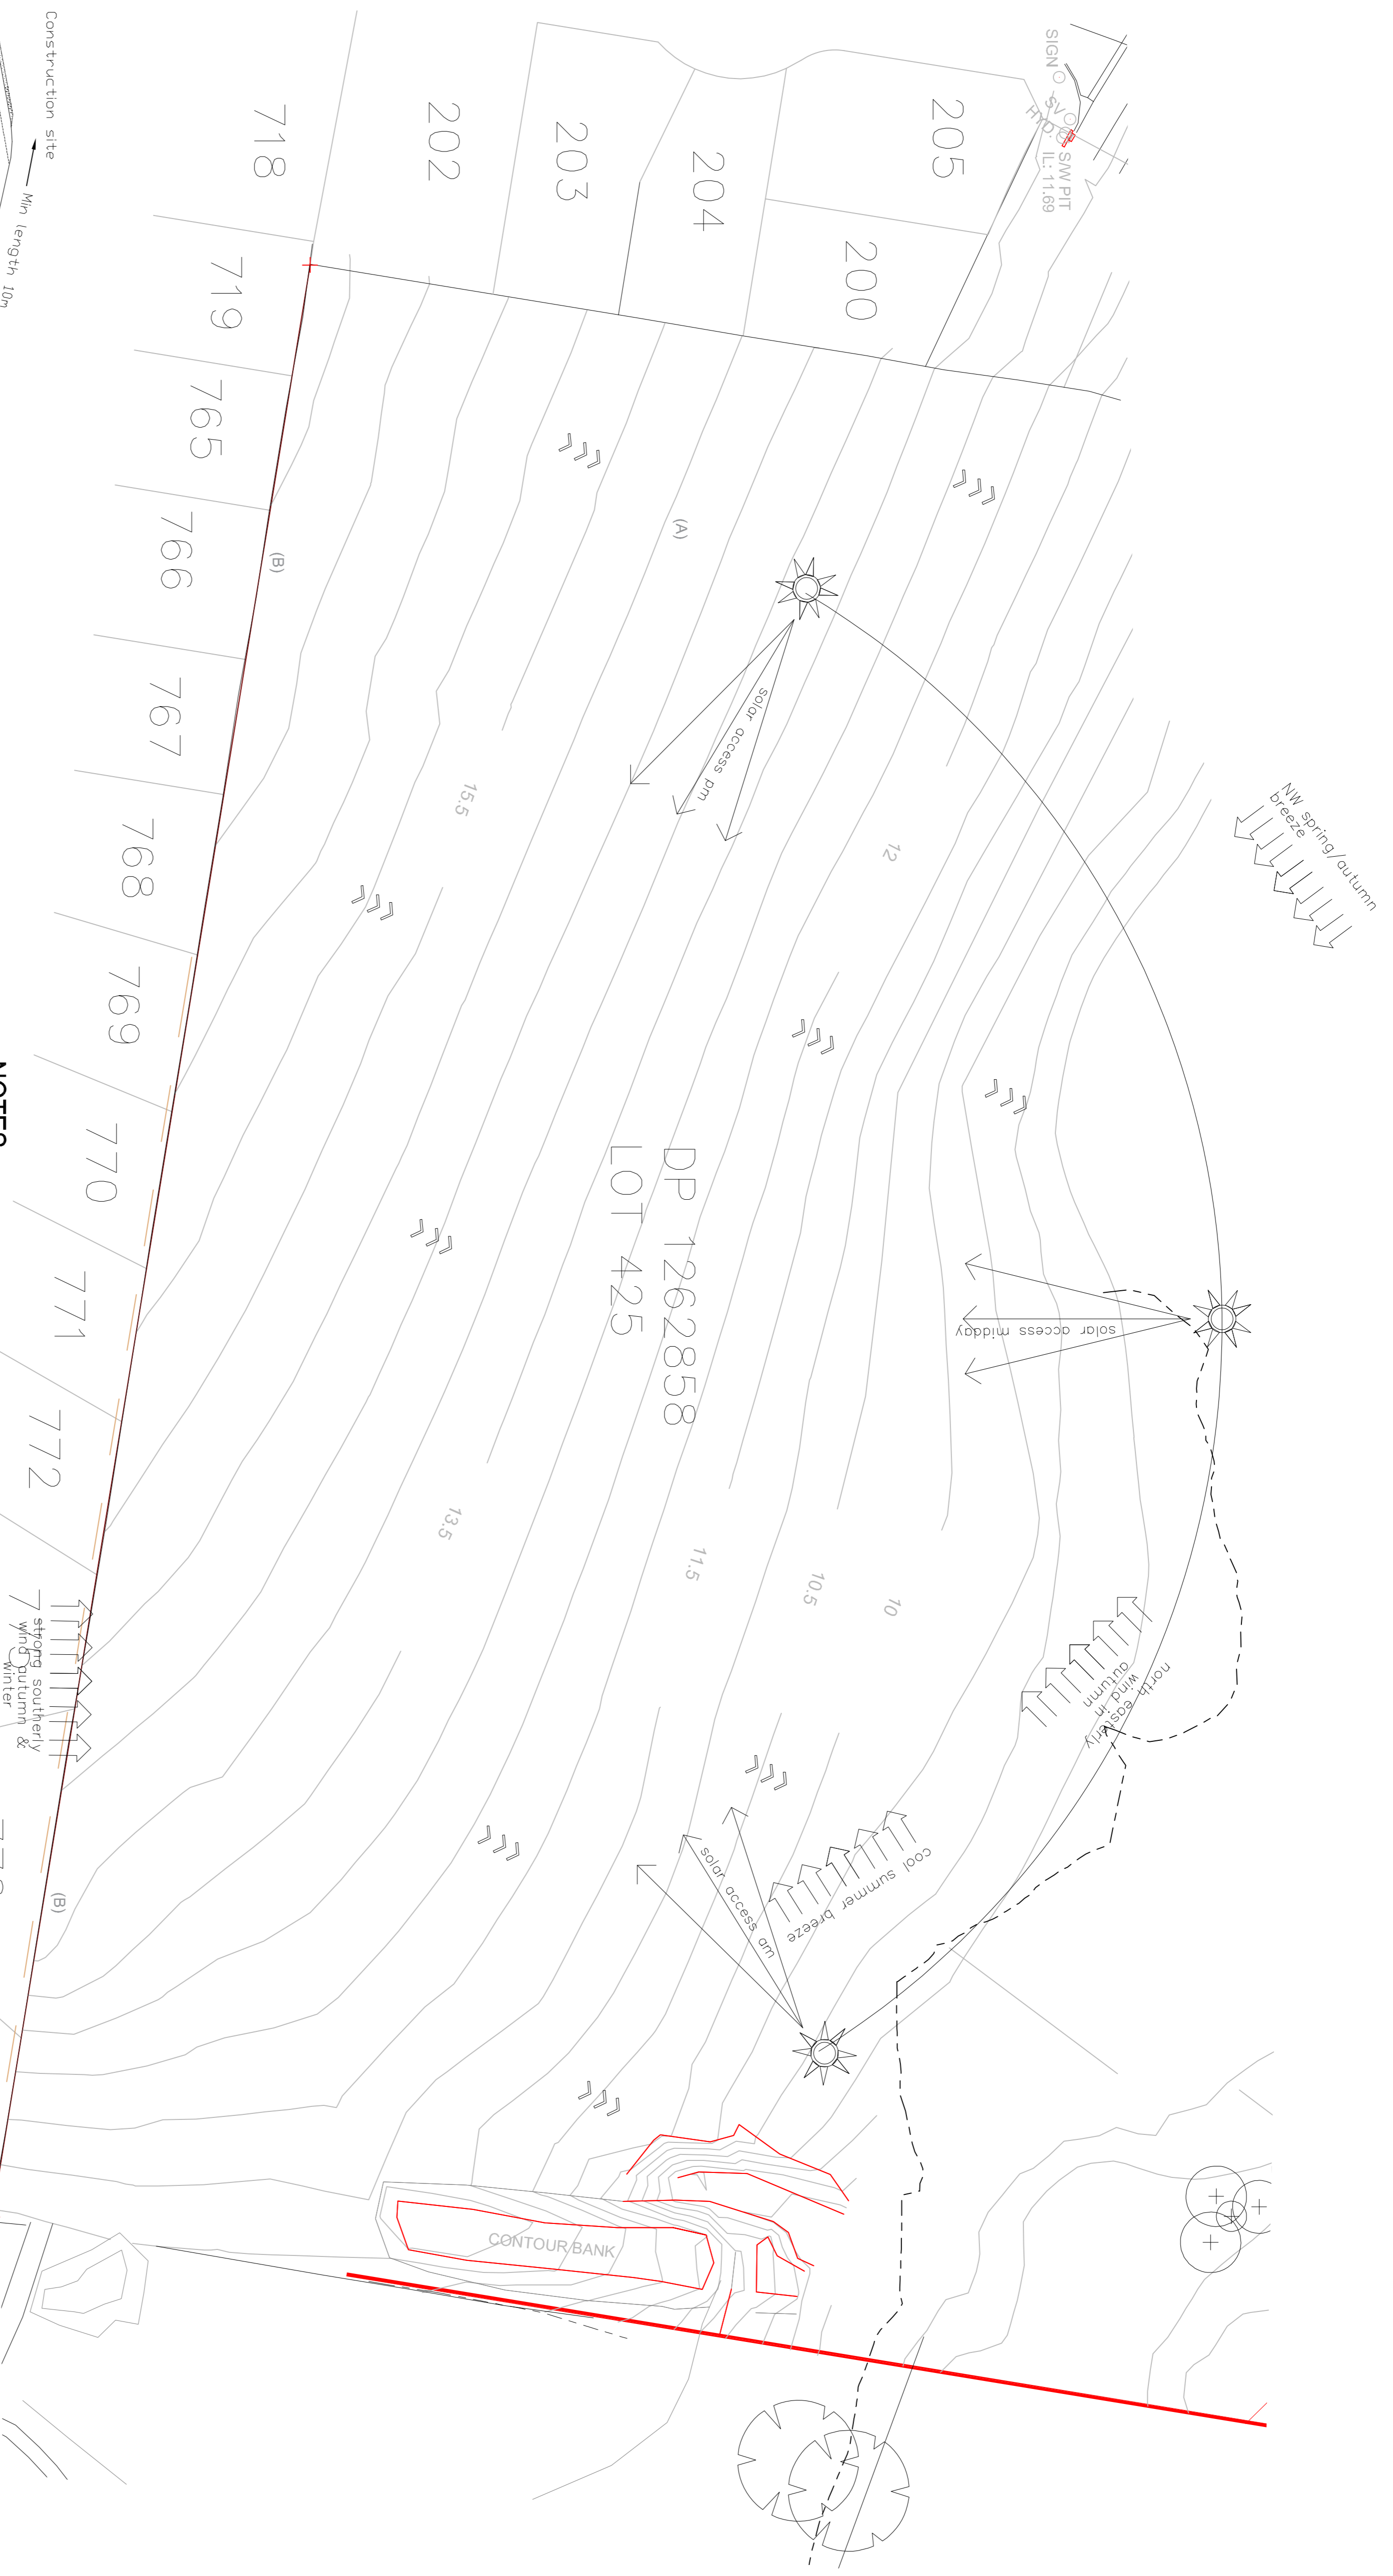 Construction site
Min length 10m
SIGN
SV
HYD.
S/W PIT
IL: 11.69
205
200
204
203
202
718
719
765
766
767
768
769
770
771
772
(A)
(B)
(B)
solar access pm
NW spring/autumn
breeze
15.5
12
DP 1262858
LOT 425
solar access midday
13.5
11.5
10.5
10
north easterly
wind in
autumn
cool summer breeze
solar access am
strong southerly
wind autumn &
winter
CONTOUR BANK
NOTES